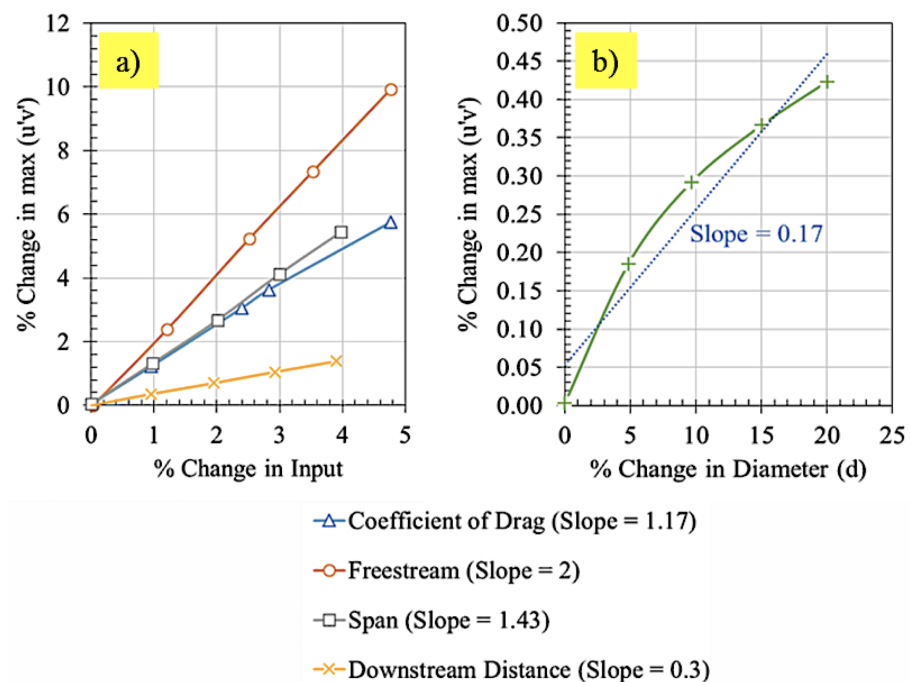 a)
% Change in max (u'v')
12
10
8
6
4
2
0
0 1 2 3 4 5
% Change in Input
b)
% Change in max (u'v')
0.50
0.45
0.40
0.35
0.30
0.25
0.20
0.15
0.10
0.05
0.00
Slope = 0.17
0 5 10 15 20 25
% Change in Diameter (d)
Coefficient of Drag (Slope = 1.17)
Freestream (Slope = 2)
Span (Slope = 1.43)
Downstream Distance (Slope = 0.3)